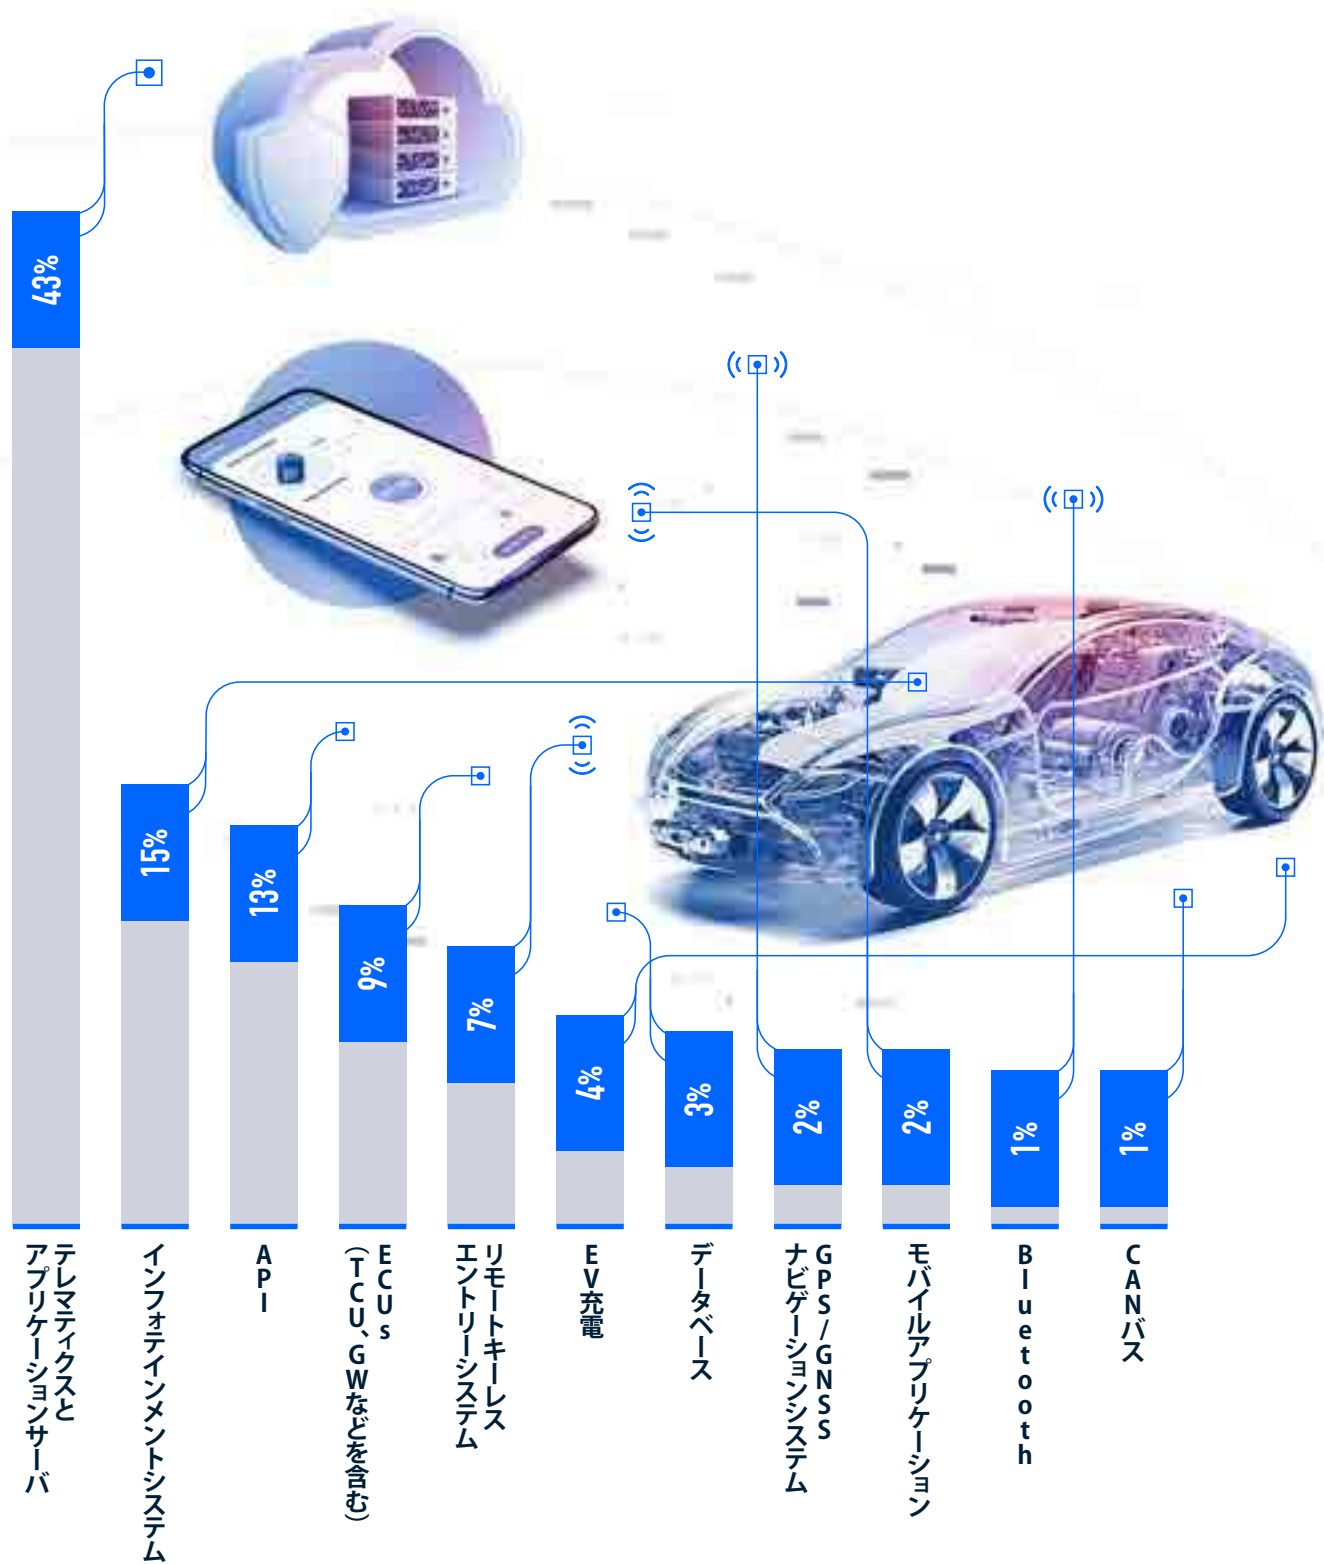 43%
15%
13%
9%
7%
4%
3%
2%
2%
1%
1%
テレマティクスと
アプリケーションサーバ
インフォテインメントシステム
API
ECUs
（TCU、GWなどを含む）
リモートキーレス
エントリーシステム
EV充電
データベース
GPS/GNSS
ナビゲーションシステム
モバイルアプリケーション
Bluetooth
CANバス